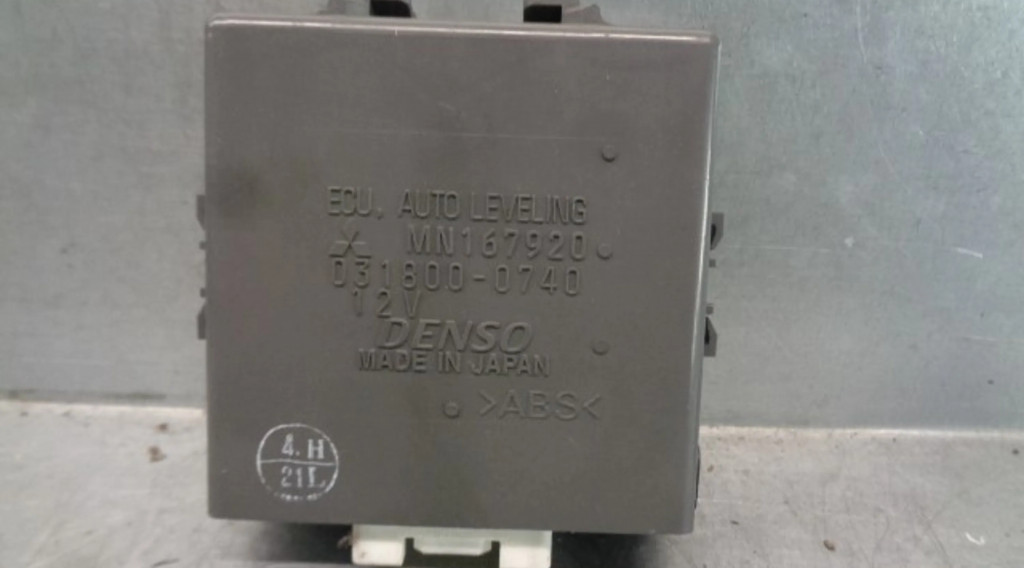 ECU, AUTO LEVELING
MN167920
031800-0740
12V
DENSO
MADE IN JAPAN
>ABS<
4.H
21L